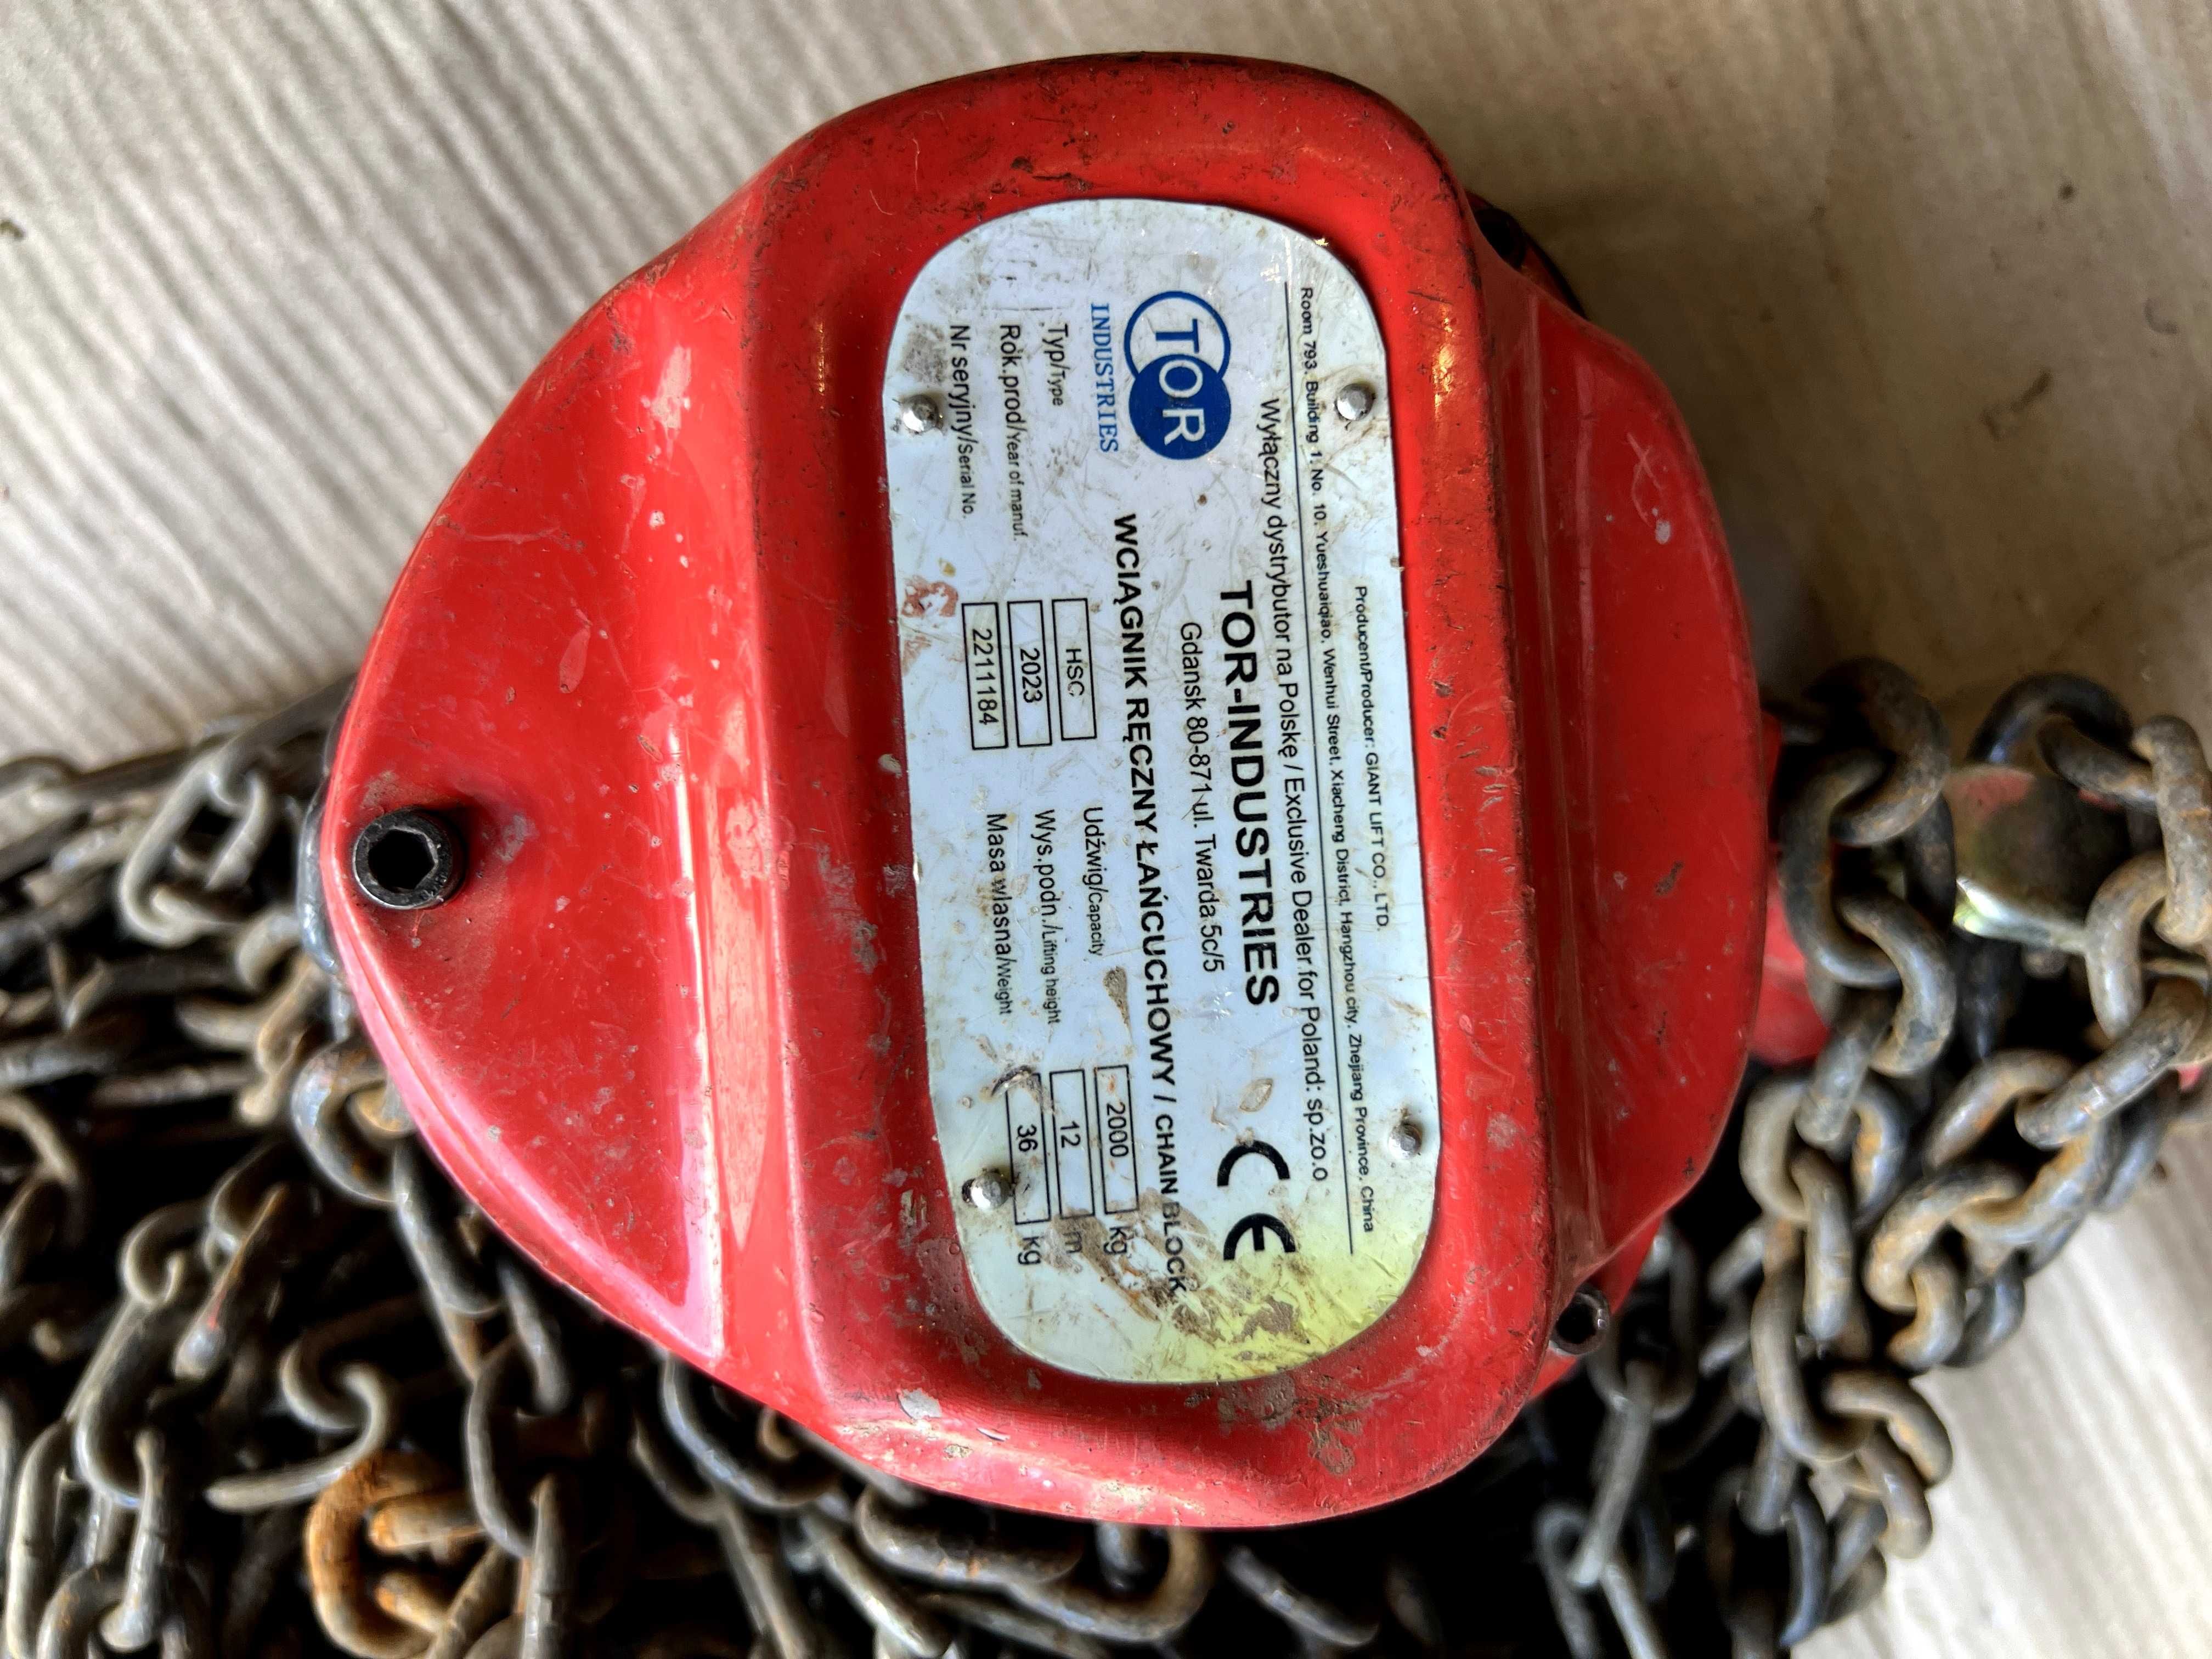 Producent/Producer: GIANT LIFT CO., LTD.
Room 793. Building 1. No. 10. Yueshuaiqiao, Wenhui Street, Xiacheng District, Hangzhou city, Zhejiang Province, China
Wyłączny dystrybutor na Polskę / Exclusive Dealer for Poland: sp.zo.o
TOR-INDUSTRIES
Gdansk 80-871 ul. Twarda 5c/5
TOR
INDUSTRIES
CE
WCIĄGNIK RĘCZNY ŁAŃCUCHOWY / CHAIN BLOCK
Typ/Type HSC Udźwig/Capacity 2000 kg
Rok.prod/Year of manuf. 2023 Wys.podn./Lifting height 12 m
Nr seryjny/Serial No. 2211184 Masa własna/weight 36 kg